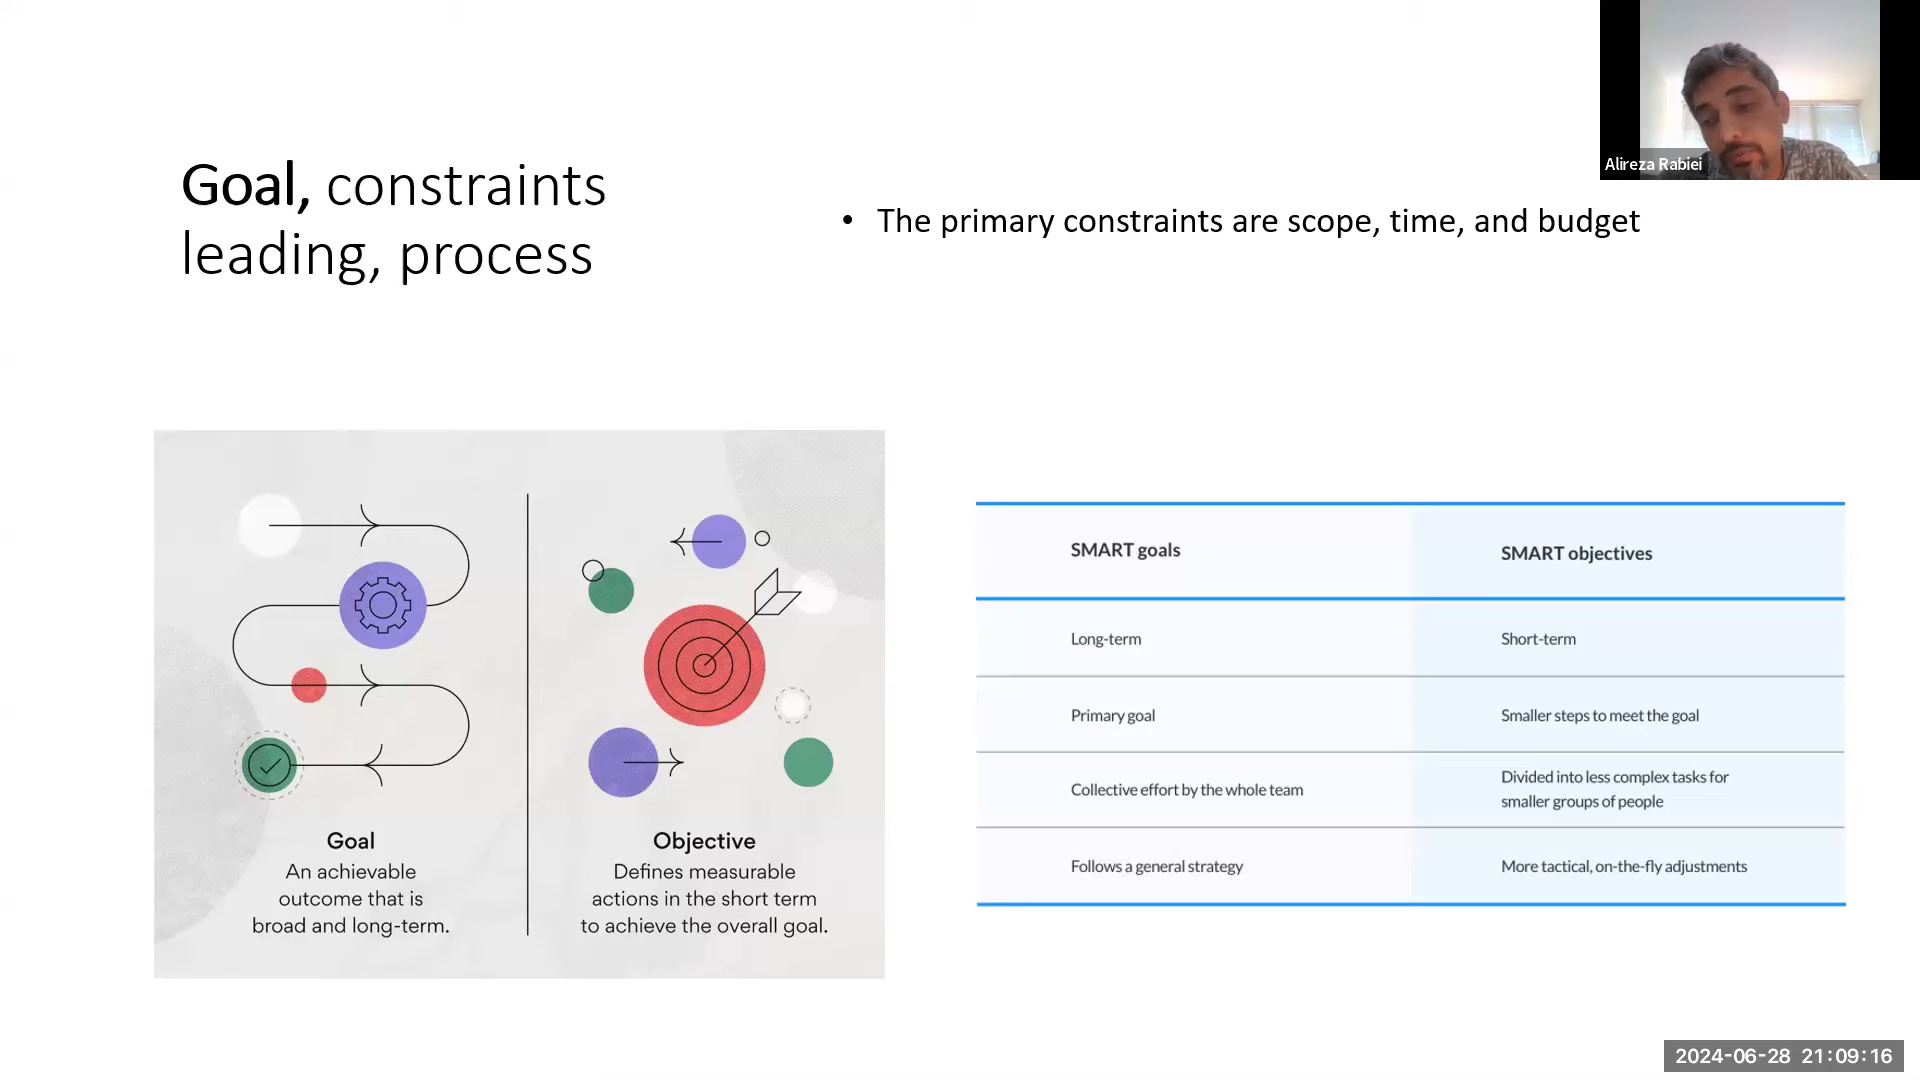 Goal, constraints
leading, process
• The primary constraints are scope, time, and budget
Alireza Rabiei
Goal
An achievable
outcome that is
broad and long-term.
Objective
Defines measurable
actions in the short term
to achieve the overall goal.
SMART goals
SMART objectives
Long-term
Short-term
Primary goal
Smaller steps to meet the goal
Collective effort by the whole team
Divided into less complex tasks for
smaller groups of people
Follows a general strategy
More tactical, on-the-fly adjustments
2024-06-28 21:09:16